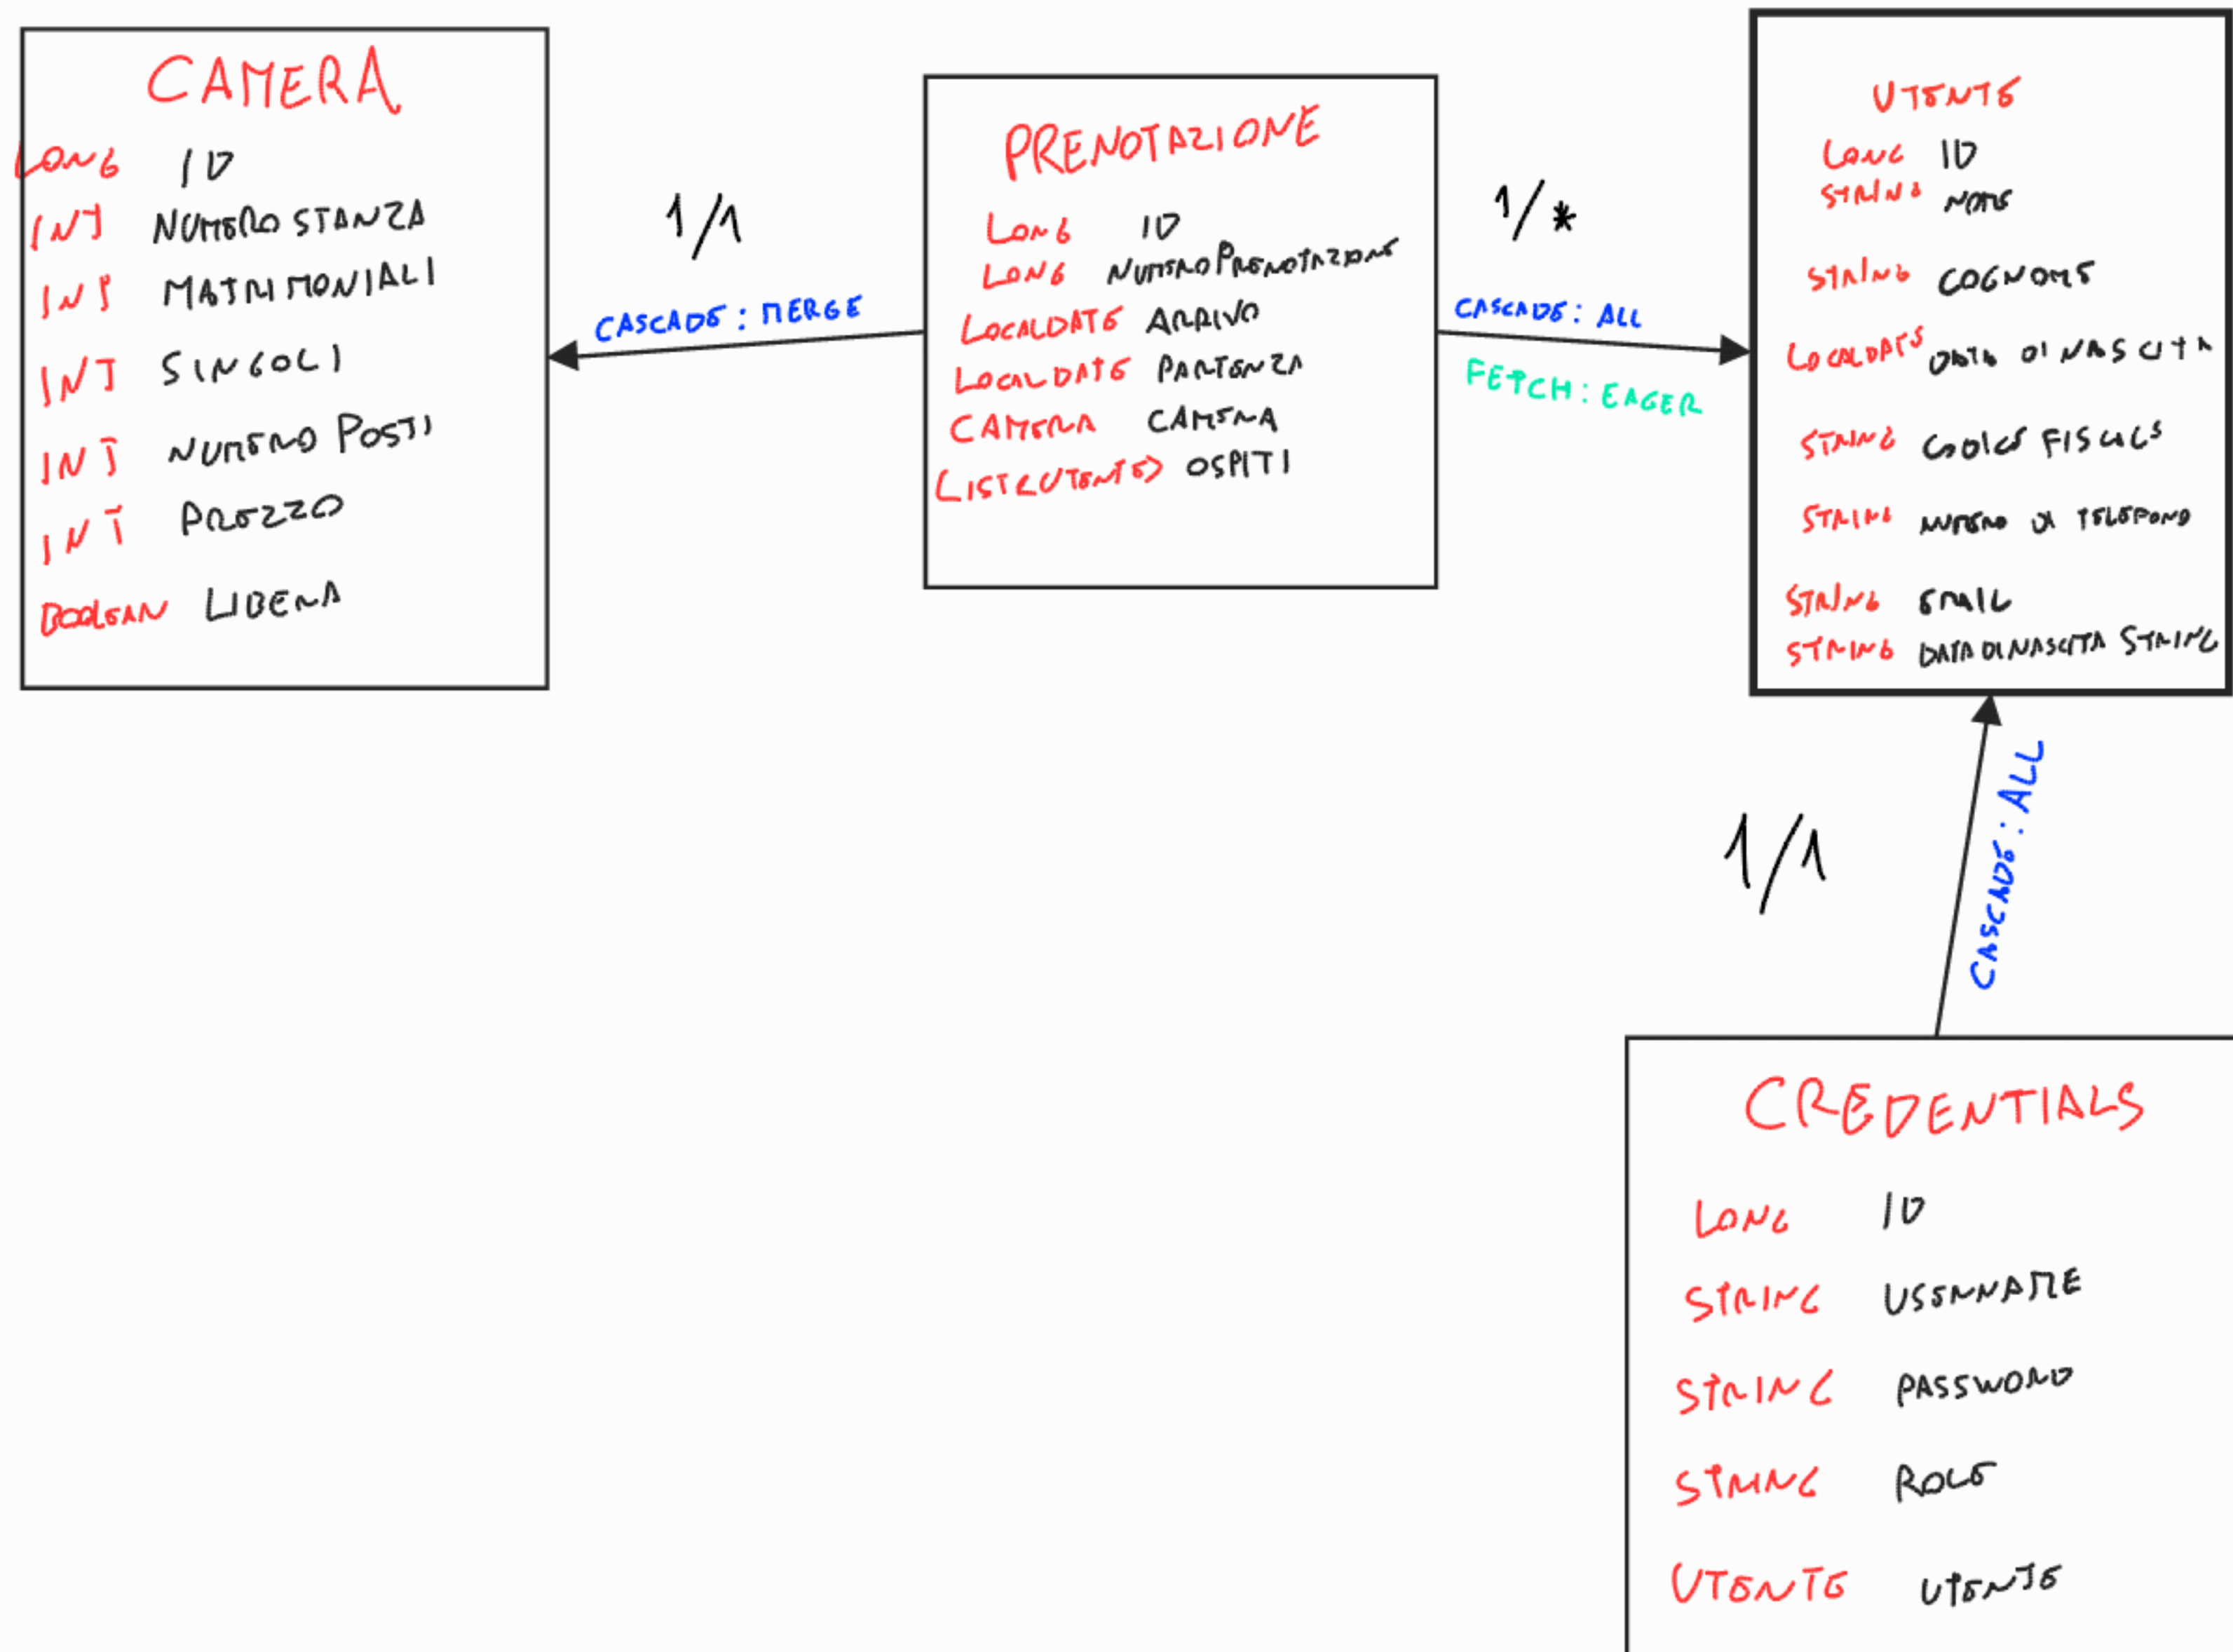 CAMERA
LONG ID
INT NUMERO STANZA
INT MATRIMONIALI
INT SINGOLI
INT NUMERO POSTI
INT PREZZO
BOOLEAN LIBERA
1/1
CASCADE: MERGE
PRENOTAZIONE
LONG ID
LONG NUMEROPRENOTAZIONE
LOCALDATE ARRIVO
LOCALDATE PARTENZA
CAMERA CAMERA
LIST<UTENTE> OSPITI
1/*
CASCADE: ALL
FETCH: EAGER
UTENTE
LONG ID
STRING NOME
STRING COGNOME
LOCALDATE DATA DI NASCITA
STRING CODICE FISCALE
STRING NUMERO DI TELEFONO
STRING EMAIL
STRING DATA DI NASCITA STRING
1/1
CASCADE: ALL
CREDENTIALS
LONG ID
STRING USERNAME
STRING PASSWORD
STRING ROLE
UTENTE UTENTE